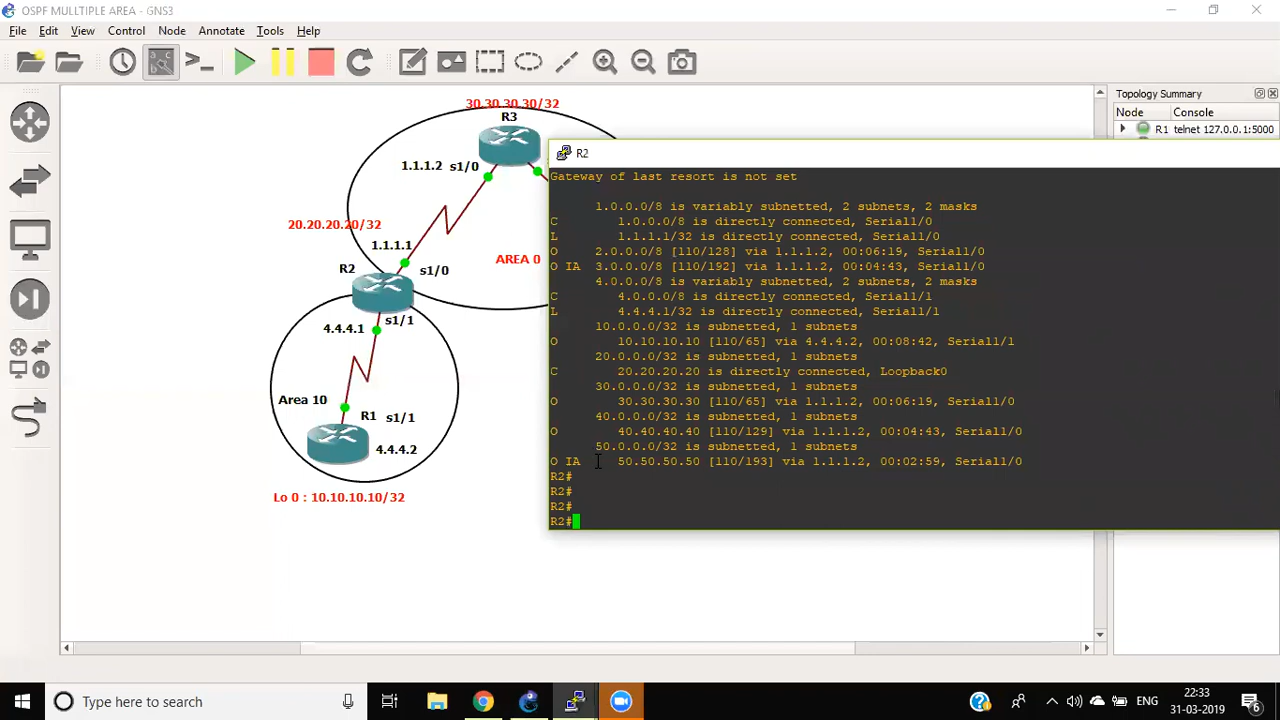 OSPF MULLTIPLE AREA - GNS3
File Edit View Control Node Annotate Tools Help
30.30.30.30/32
R3
1.1.1.2 s1/0
20.20.20.20/32
1.1.1.1
AREA 0
R2
s1/0
4.4.4.1
s1/1
Area 10
R1
s1/1
4.4.4.2
Lo 0 : 10.10.10.10/32
R2
Gateway of last resort is not set
1.0.0.0/8 is variably subnetted, 2 subnets, 2 masks
C 1.0.0.0/8 is directly connected, Serial1/0
L 1.1.1.1/32 is directly connected, Serial1/0
O 2.0.0.0/8 [110/128] via 1.1.1.2, 00:06:19, Serial1/0
O IA 3.0.0.0/8 [110/192] via 1.1.1.2, 00:04:43, Serial1/0
4.0.0.0/8 is variably subnetted, 2 subnets, 2 masks
C 4.0.0.0/8 is directly connected, Serial1/1
L 4.4.4.1/32 is directly connected, Serial1/1
10.0.0.0/32 is subnetted, 1 subnets
O 10.10.10.10 [110/65] via 4.4.4.2, 00:08:42, Serial1/1
20.0.0.0/32 is subnetted, 1 subnets
C 20.20.20.20 is directly connected, Loopback0
30.0.0.0/32 is subnetted, 1 subnets
O 30.30.30.30 [110/65] via 1.1.1.2, 00:06:19, Serial1/0
40.0.0.0/32 is subnetted, 1 subnets
O 40.40.40.40 [110/129] via 1.1.1.2, 00:04:43, Serial1/0
50.0.0.0/32 is subnetted, 1 subnets
O IA 50.50.50.50 [110/193] via 1.1.1.2, 00:02:59, Serial1/0
R2#
R2#
R2#
R2#
Topology Summary
Node Console
R1 telnet 127.0.0.1:5000
Type here to search
ENG
22:33
31-03-2019
6